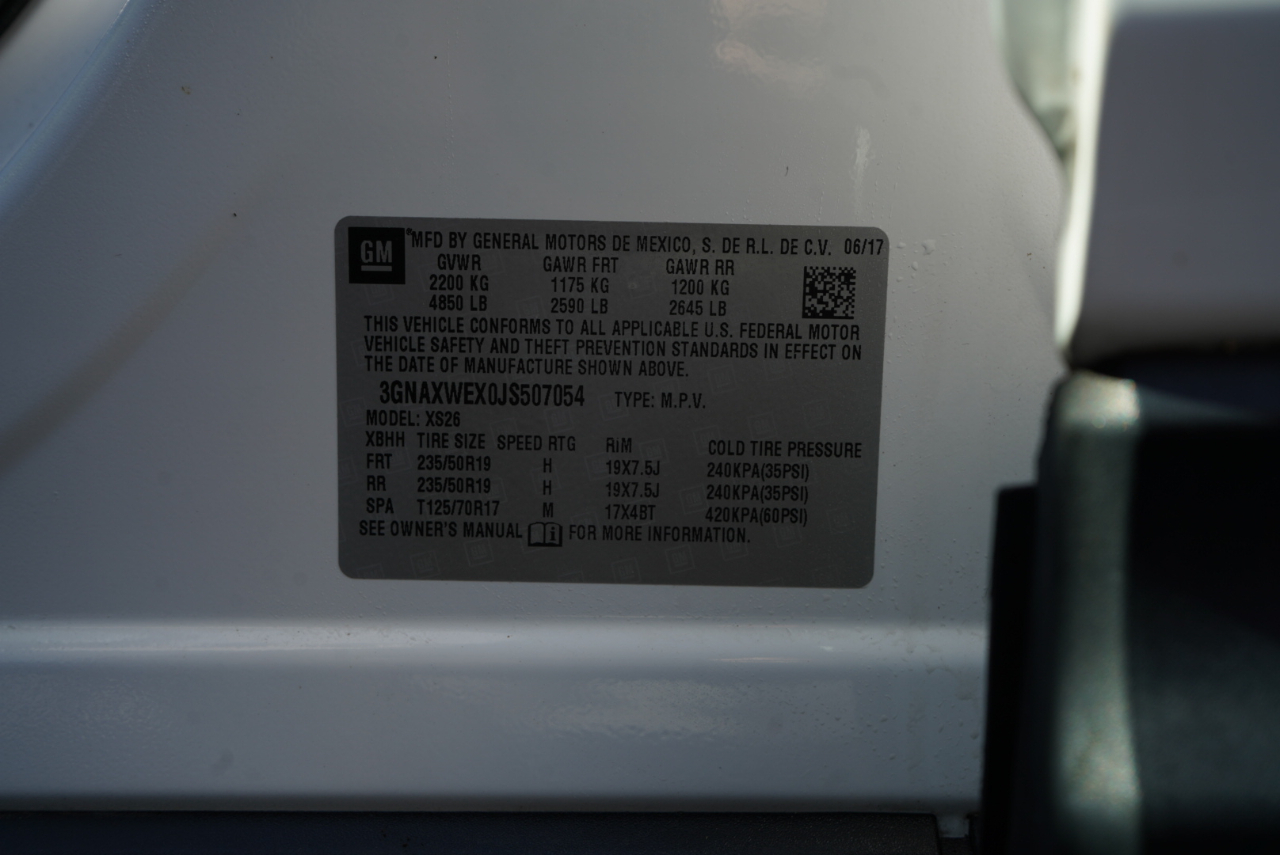 GM ® MFD BY GENERAL MOTORS DE MEXICO, S. DE R.L. DE C.V. 06/17
GVWR GAWR FRT GAWR RR
2200 KG 1175 KG 1200 KG
4850 LB 2590 LB 2645 LB
THIS VEHICLE CONFORMS TO ALL APPLICABLE U.S. FEDERAL MOTOR
VEHICLE SAFETY AND THEFT PREVENTION STANDARDS IN EFFECT ON
THE DATE OF MANUFACTURE SHOWN ABOVE.
3GNAXWEX0JS507054 TYPE: M.P.V.
MODEL: XS26
XBHH TIRE SIZE SPEED RTG RIM COLD TIRE PRESSURE
FRT 235/50R19 H 19X7.5J 240KPA(35PSI)
RR 235/50R19 H 19X7.5J 240KPA(35PSI)
SPA T125/70R17 M 17X4BT 420KPA(60PSI)
SEE OWNER'S MANUAL i FOR MORE INFORMATION.